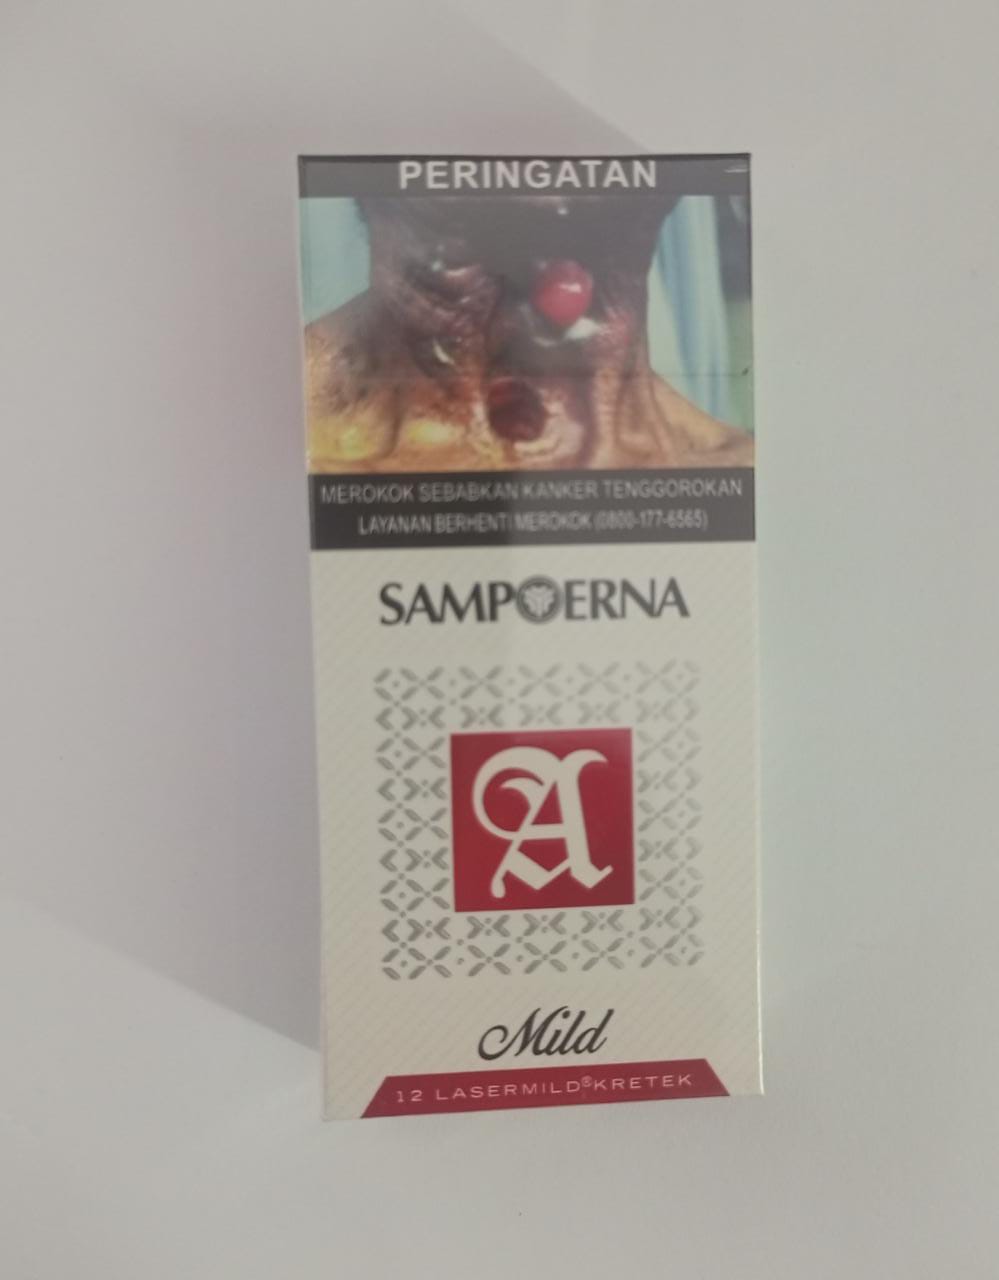 PERINGATAN
MEROKOK SEBABKAN KANKER TENGGOROKAN
LAYANAN BERHENTI MEROKOK (0800-177-6565)
SAMPOERNA
A
Mild
12 LASERMILD® KRETEK